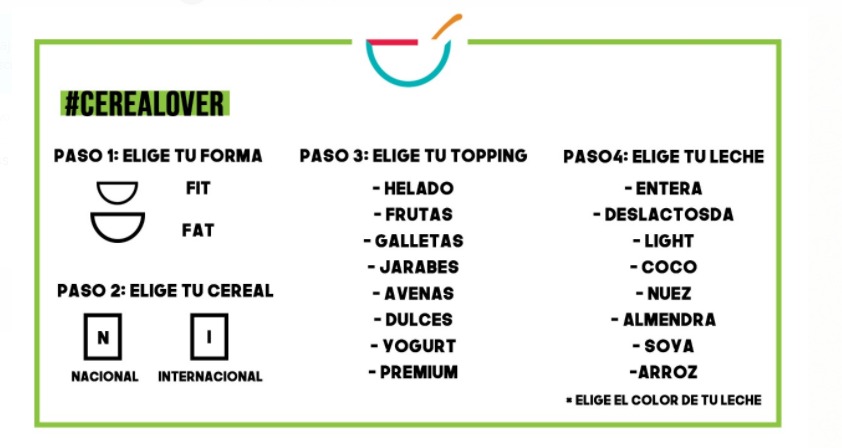 #CEREALOVER
PASO 1: ELIGE TU FORMA
FIT
FAT
PASO 2: ELIGE TU CEREAL
N
I
NACIONAL
INTERNACIONAL
PASO 3: ELIGE TU TOPPING
- HELADO
- FRUTAS
- GALLETAS
- JARABES
- AVENAS
- DULCES
- YOGURT
- PREMIUM
PASO4: ELIGE TU LECHE
- ENTERA
- DESLACTOSDA
- LIGHT
- COCO
- NUEZ
- ALMENDRA
- SOYA
-ARROZ
* ELIGE EL COLOR DE TU LECHE